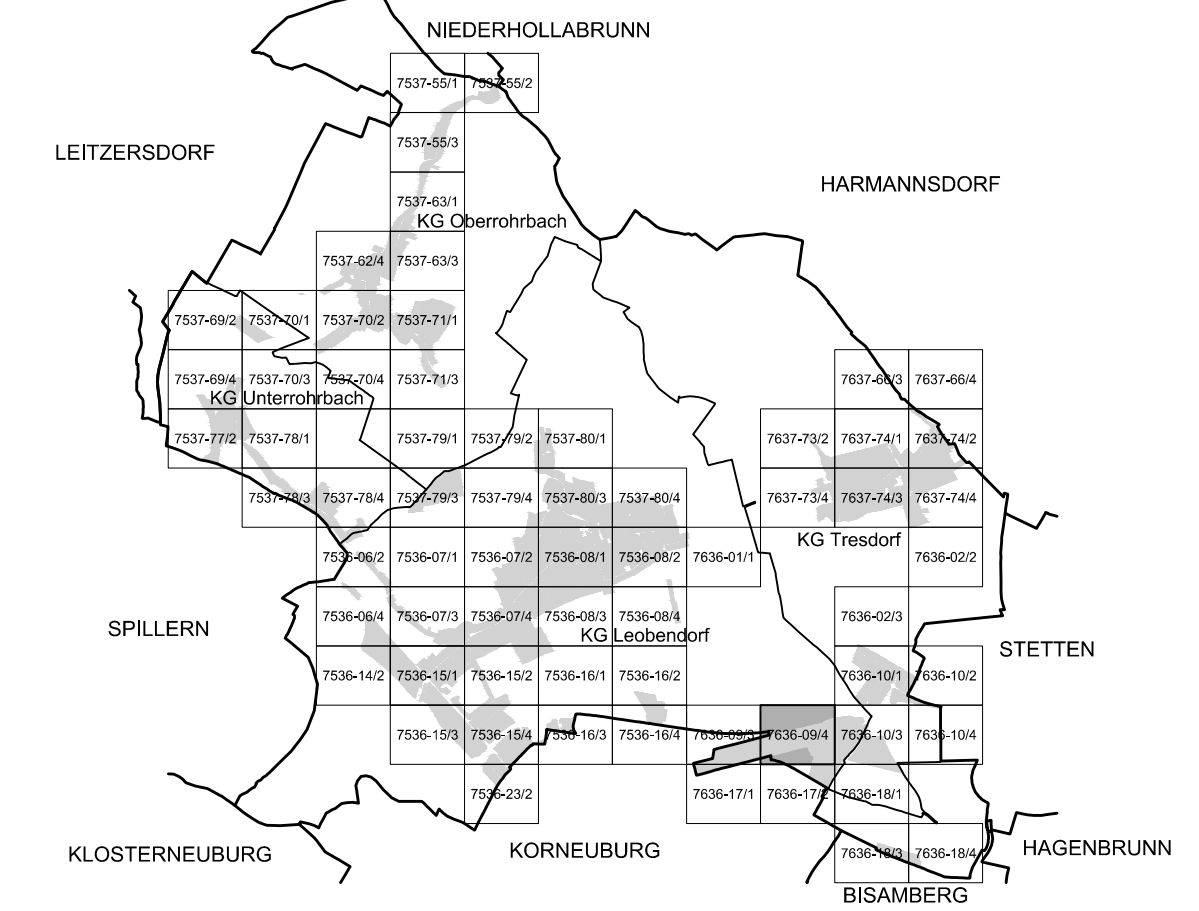 NIEDERHOLLABRUNN
7537-55/1 7537-55/2
LEITZERSDORF
7537-55/3
HARMANNSDORF
7537-63/1
KG Oberrohrbach
7537-62/4 7537-63/3
7537-69/2 7537-70/1 7537-70/2 7537-71/1
7537-69/4 7537-70/3 7537-70/4 7537-71/3 7637-66/3 7637-66/4
KG Unterrohrbach
7537-77/2 7537-78/1 7537-79/1 7537-79/2 7537-80/1 7637-73/2 7637-74/1 7637-74/2
7537-78/3 7537-78/4 7537-79/3 7537-79/4 7537-80/3 7537-80/4 7637-73/4 7637-74/3 7637-74/4
KG Tresdorf
7536-06/2 7536-07/1 7536-07/2 7536-08/1 7536-08/2 7636-01/1 7636-02/2
7536-06/4 7536-07/3 7536-07/4 7536-08/3 7536-08/4 7636-02/3
SPILLERN
KG Leobendorf
STETTEN
7536-14/2 7536-15/1 7536-15/2 7536-16/1 7536-16/2 7636-10/1 7636-10/2
7536-15/3 7536-15/4 7536-16/3 7536-16/4 7636-09/3 7636-09/4 7636-10/3 7636-10/4
7536-23/2 7636-17/1 7636-17/2 7636-18/1
KLOSTERNEUBURG
KORNEUBURG
7636-18/3 7636-18/4
HAGENBRUNN
BISAMBERG